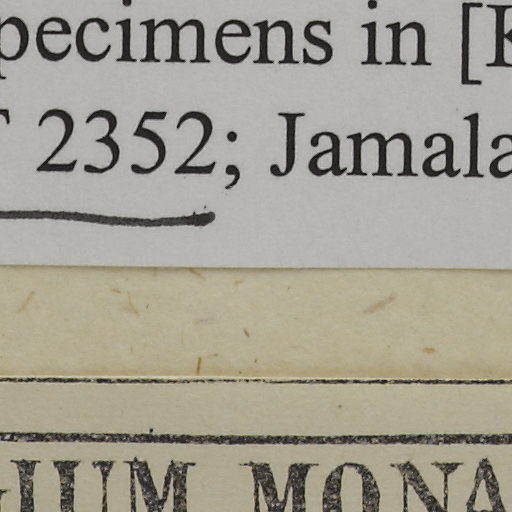 pecimens in [
2352; Jamala
GIUM MONA